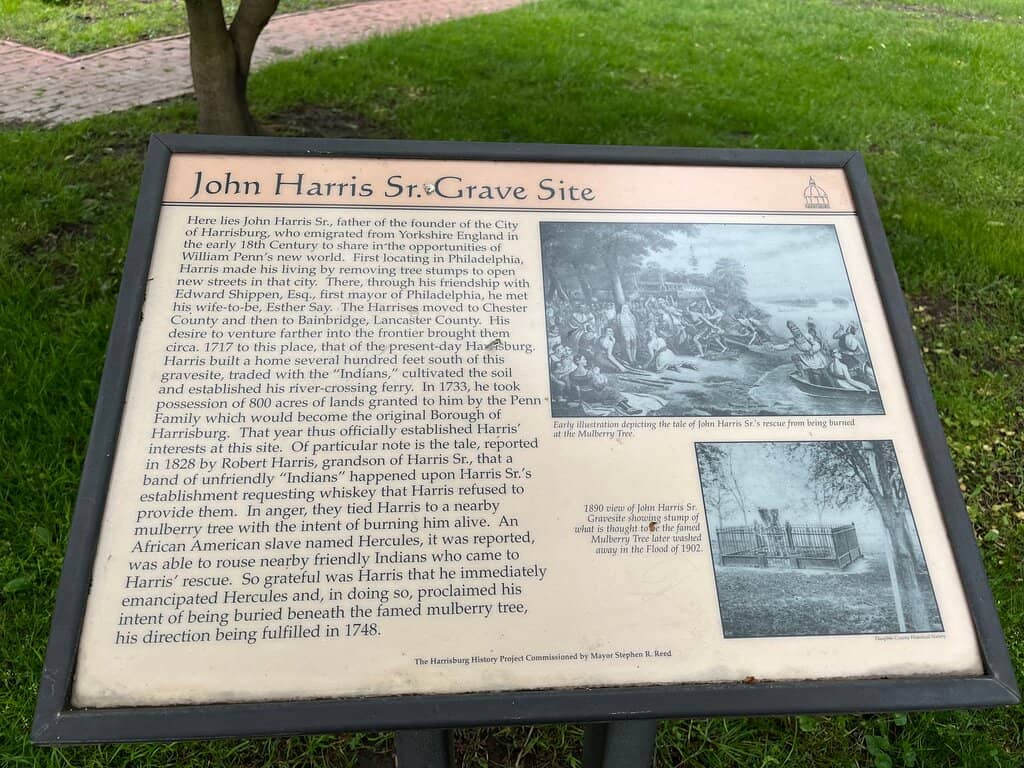 John Harris Sr. Grave Site
Here lies John Harris Sr., father of the founder of the City
of Harrisburg, who emigrated from Yorkshire England in
the early 18th Century to share in the opportunities of
William Penn's new world. First locating in Philadelphia,
Harris made his living by removing tree stumps to open
new streets in that city. There, through his friendship with
Edward Shippen, Esq., first mayor of Philadelphia, he met
his wife-to-be, Esther Say. The Harrises moved to Chester
County and then to Bainbridge, Lancaster County. His
desire to venture farther into the frontier brought them
circa. 1717 to this place, that of the present-day Harrisburg.
Harris built a home several hundred feet south of this
gravesite, traded with the "Indians," cultivated the soil
and established his river-crossing ferry. In 1733, he took
possession of 800 acres of lands granted to him by the Penn
Family which would become the original Borough of
Harrisburg. That year thus officially established Harris'
interests at this site. Of particular note is the tale, reported
in 1828 by Robert Harris, grandson of Harris Sr., that a
band of unfriendly "Indians" happened upon Harris Sr.'s
establishment requesting whiskey that Harris refused to
provide them. In anger, they tied Harris to a nearby
mulberry tree with the intent of burning him alive. An
African American slave named Hercules, it was reported,
was able to rouse nearby friendly Indians who came to
Harris' rescue. So grateful was Harris that he immediately
emancipated Hercules and, in doing so, proclaimed his
intent of being buried beneath the famed mulberry tree,
his direction being fulfilled in 1748.
Early illustration depicting the tale of John Harris Sr.'s rescue from being burned
at the Mulberry Tree.
1890 view of John Harris Sr.
Gravesite showing stump of
what is thought to be the famed
Mulberry Tree later washed
away in the Flood of 1902.
Dauphin County Historical Society
The Harrisburg History Project Commissioned by Mayor Stephen R. Reed